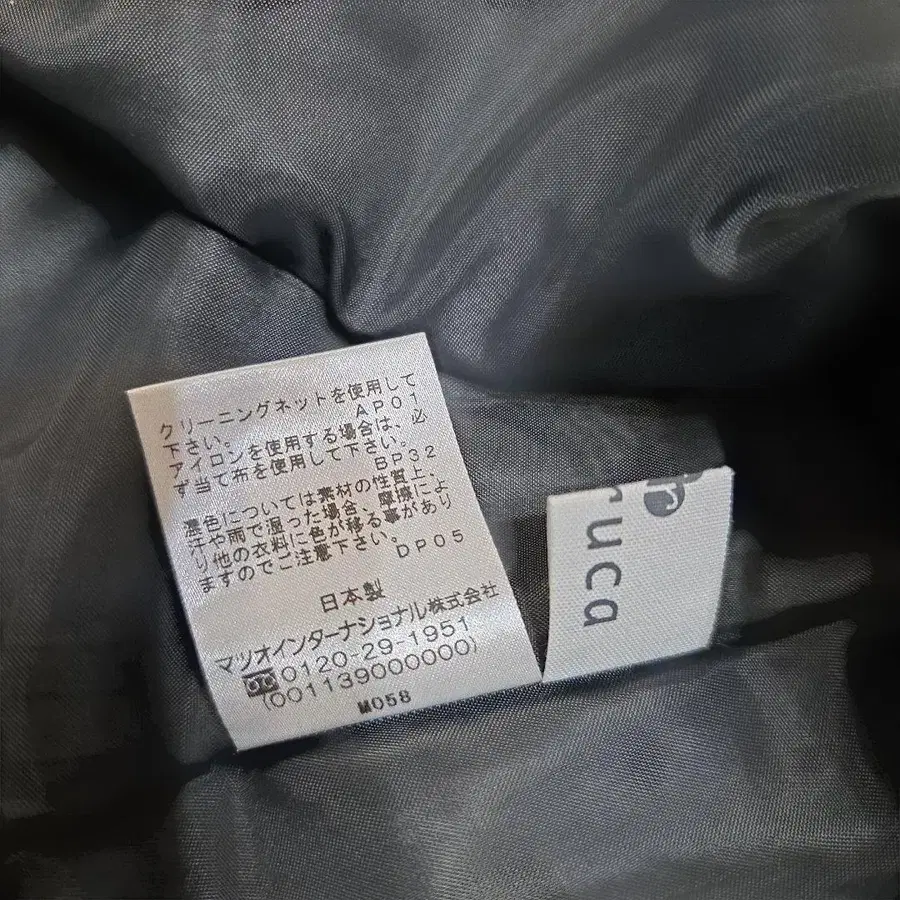 クリーニングネットを使用して
下さい。 AP01
アイロンを使用する場合は、必
ず当て布を使用して下さい。
BP32
濃色については素材の性質上、
汗や雨で湿った場合、摩擦によ
り他の衣料に色が移る事があり
ますのでご注意下さい。
DP05
日本製
マツオインターナショナル株式会社
0120-29-1951
(001139000000)
M058
ruca